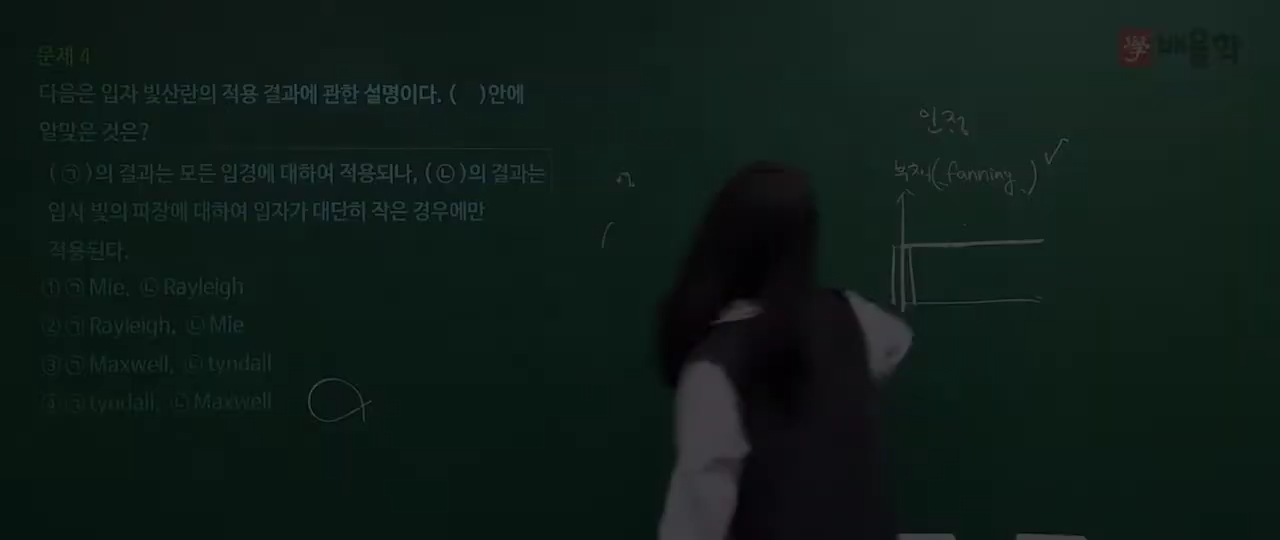 문제 4
다음은 입자 빛산란의 적용 결과에 관한 설명이다. ( )안에
알맞은 것은?
(㉠)의 결과는 모든 입경에 대하여 적용되나, (㉡)의 결과는
입사 빛의 파장에 대하여 입자가 대단히 작은 경우에만
적용된다.
① ㉠ Mie, ㉡ Rayleigh
② ㉠ Rayleigh, ㉡ Mie
③ ㉠ Maxwell, ㉡ tyndall
④ ㉠ tyndall, ㉡ Maxwell
學 배울학
안정
(fanning)